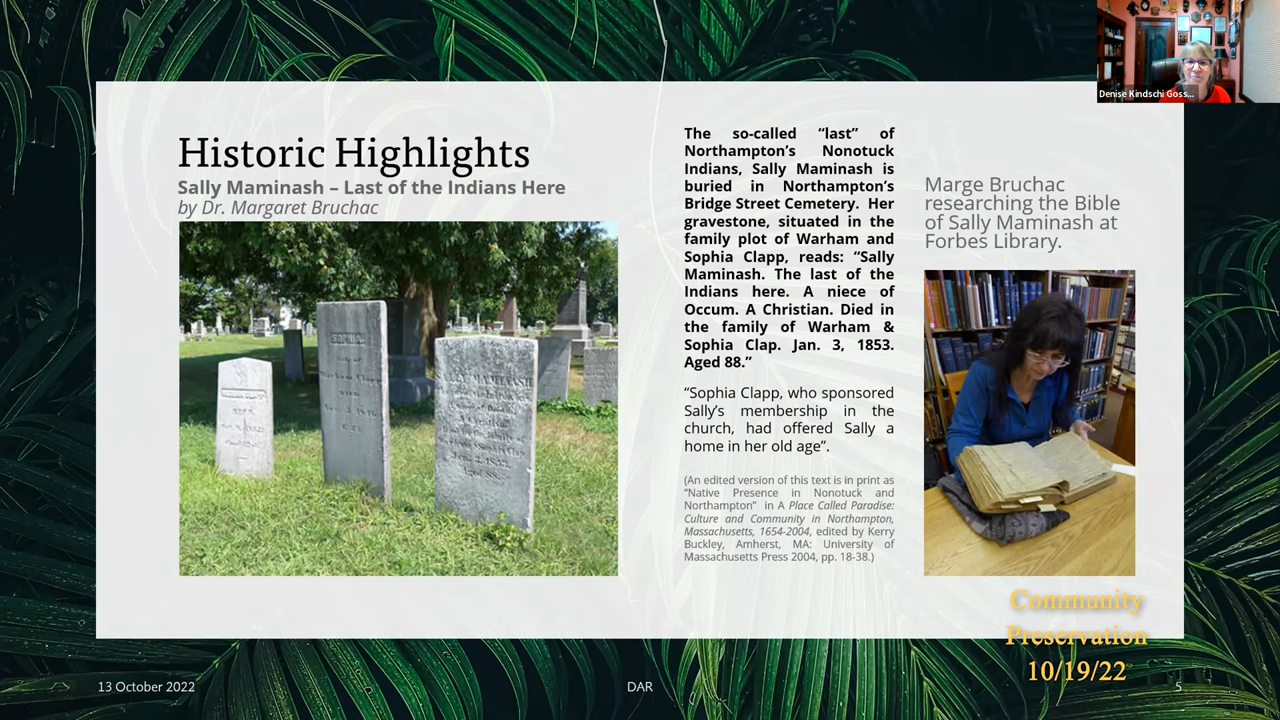 Denise Kindschi Goss...
Historic Highlights
Sally Maminash – Last of the Indians Here
by Dr. Margaret Bruchac
The so-called “last” of
Northampton’s Nonotuck
Indians, Sally Maminash is
buried in Northampton’s
Bridge Street Cemetery. Her
gravestone, situated in the
family plot of Warham and
Sophia Clapp, reads: “Sally
Maminash. The last of the
Indians here. A niece of
Occum. A Christian. Died in
the family of Warham &
Sophia Clap. Jan. 3, 1853.
Aged 88.”
“Sophia Clapp, who sponsored
Sally’s membership in the
church, had offered Sally a
home in her old age”.
(An edited version of this text is in print as
“Native Presence in Nonotuck and
Northampton” in A Place Called Paradise:
Culture and Community in Northampton,
Massachusetts, 1654-2004, edited by Kerry
Buckley, Amherst, MA: University of
Massachusetts Press 2004, pp. 18-38.)
Marge Bruchac
researching the Bible
of Sally Maminash at
Forbes Library.
Community
Preservation
10/19/22
13 October 2022
DAR
5